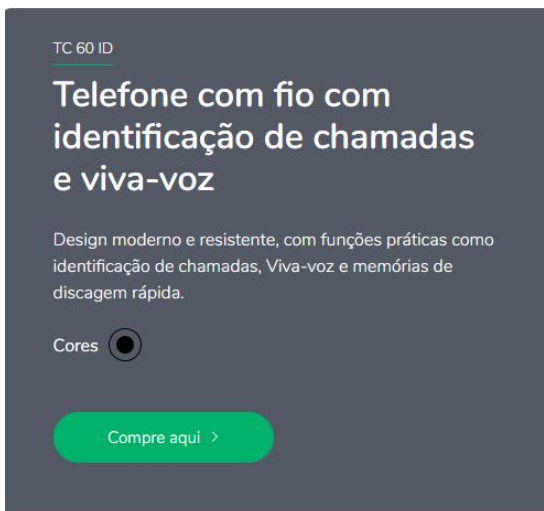 TC 60 ID
Telefone com fio com
identificação de chamadas
e viva-voz
Design moderno e resistente, com funções práticas como
identificação de chamadas, Viva-voz e memórias de
discagem rápida.
Cores
Compre aqui >